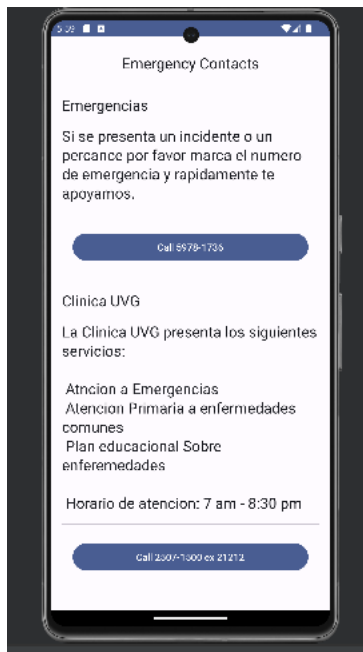 5:39
Emergency Contacts
Emergencias
Si se presenta un incidente o un
percance por favor marca el numero
de emergencia y rapidamente te
apoyamos.
Call 5978-1736
Clinica UVG
La Clinica UVG presenta los siguientes
servicios:
Atncion a Emergencias
Atencion Primaria a enfermedades
comunes
Plan educacional Sobre
enferemedades
Horario de atencion: 7 am - 8:30 pm
Call 2507-1500 ex 21212